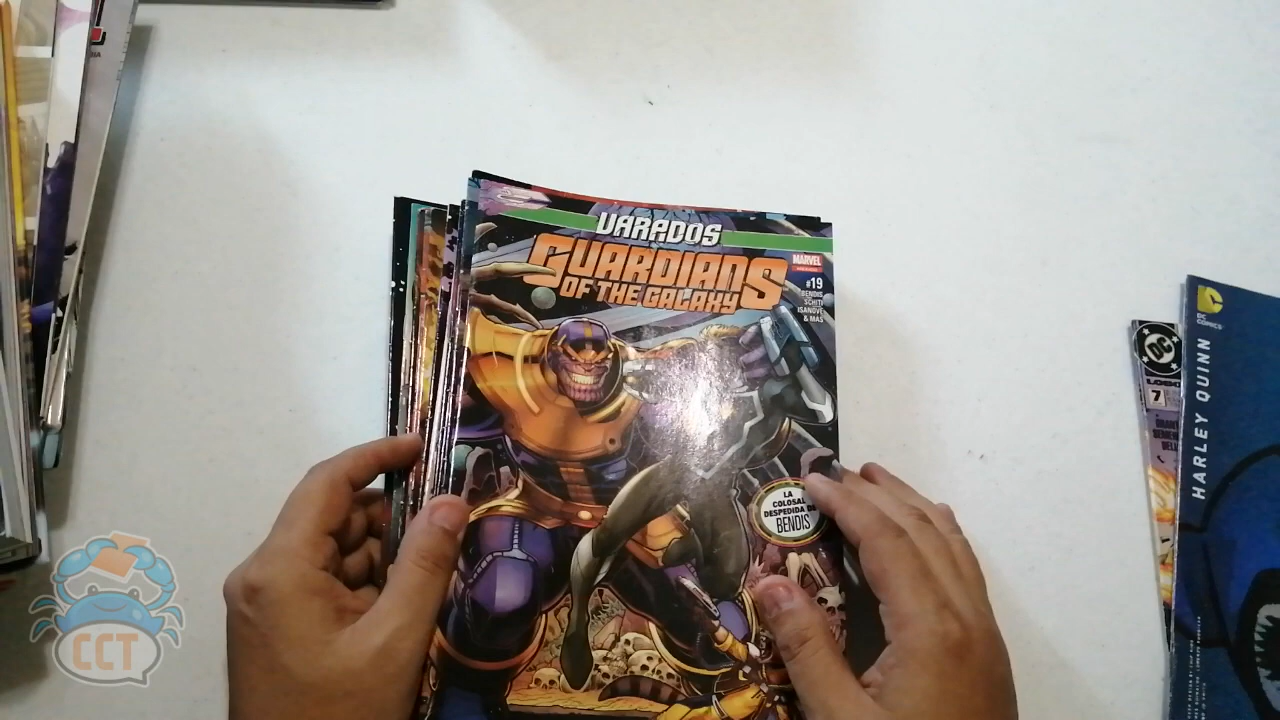 VARADOS
GUARDIANS
OF THE GALAXY
MARVEL
#19
BENDIS
SCHITI
ISANOVE
& MAS
LA
COLOSAL
DESPEDIDA DE
BENDIS
DC
LOBO
7
DC
COMICS
HARLEY QUINN
CCT